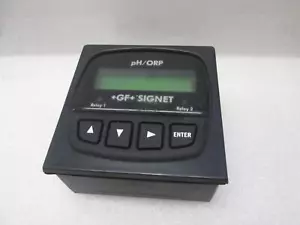 pH/ORP
+GF+ SIGNET
Relay 1 Relay 2
ENTER